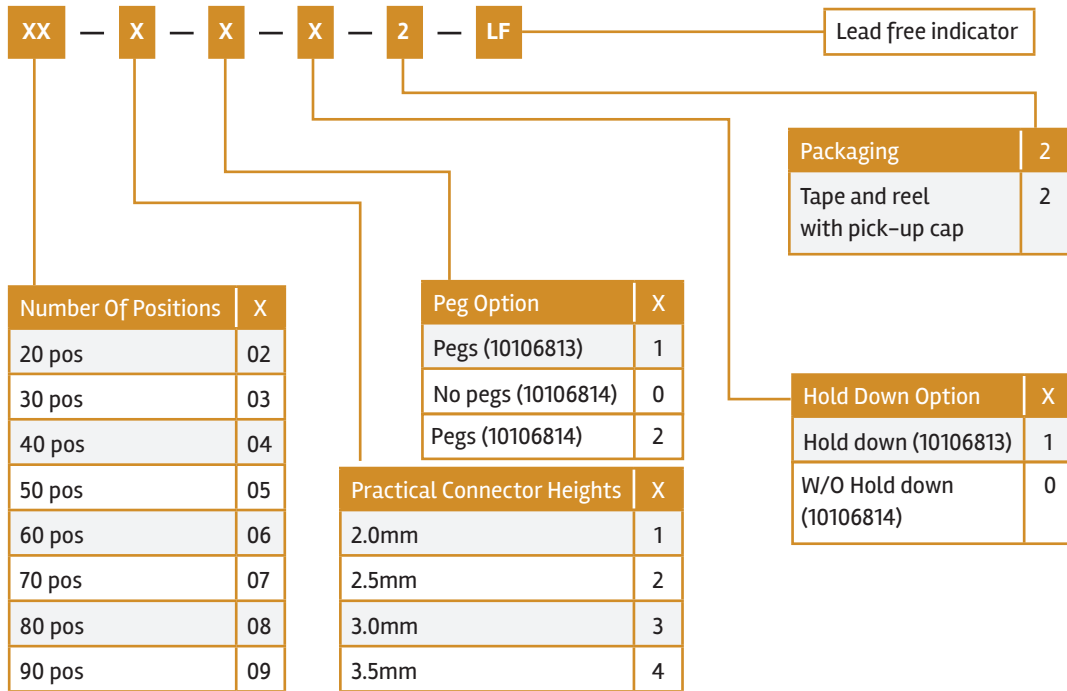 XX — X — X — X — 2 — LF
Lead free indicator
Packaging 2
Tape and reel 2
with pick-up cap
Number Of Positions X
20 pos 02
30 pos 03
40 pos 04
50 pos 05
60 pos 06
70 pos 07
80 pos 08
90 pos 09
Peg Option X
Pegs (10106813) 1
No pegs (10106814) 0
Pegs (10106814) 2
Practical Connector Heights X
2.0mm 1
2.5mm 2
3.0mm 3
3.5mm 4
Hold Down Option X
Hold down (10106813) 1
W/O Hold down 0
(10106814)